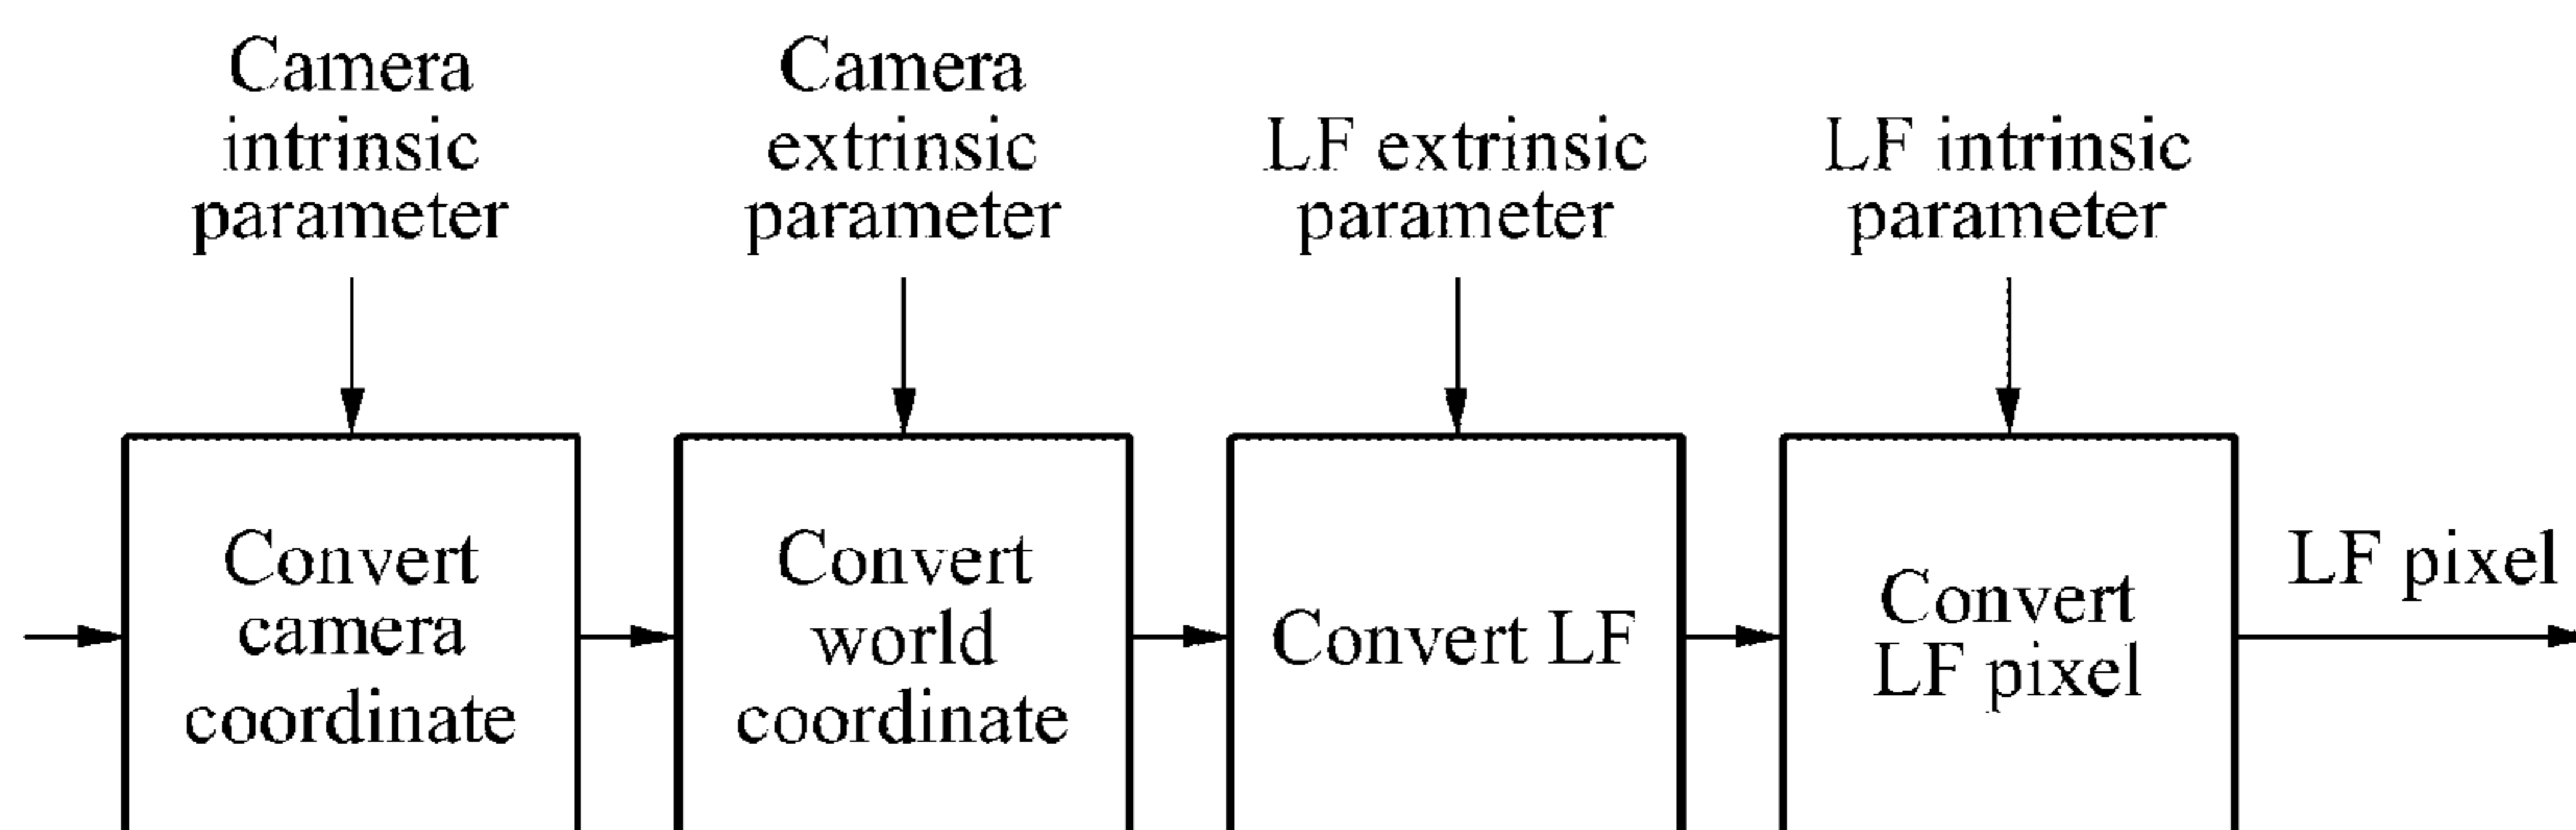 Camera
intrinsic
parameter
Camera
extrinsic
parameter
LF extrinsic
parameter
LF intrinsic
parameter
Convert
camera
coordinate
Convert
world
coordinate
Convert LF
Convert
LF pixel
LF pixel